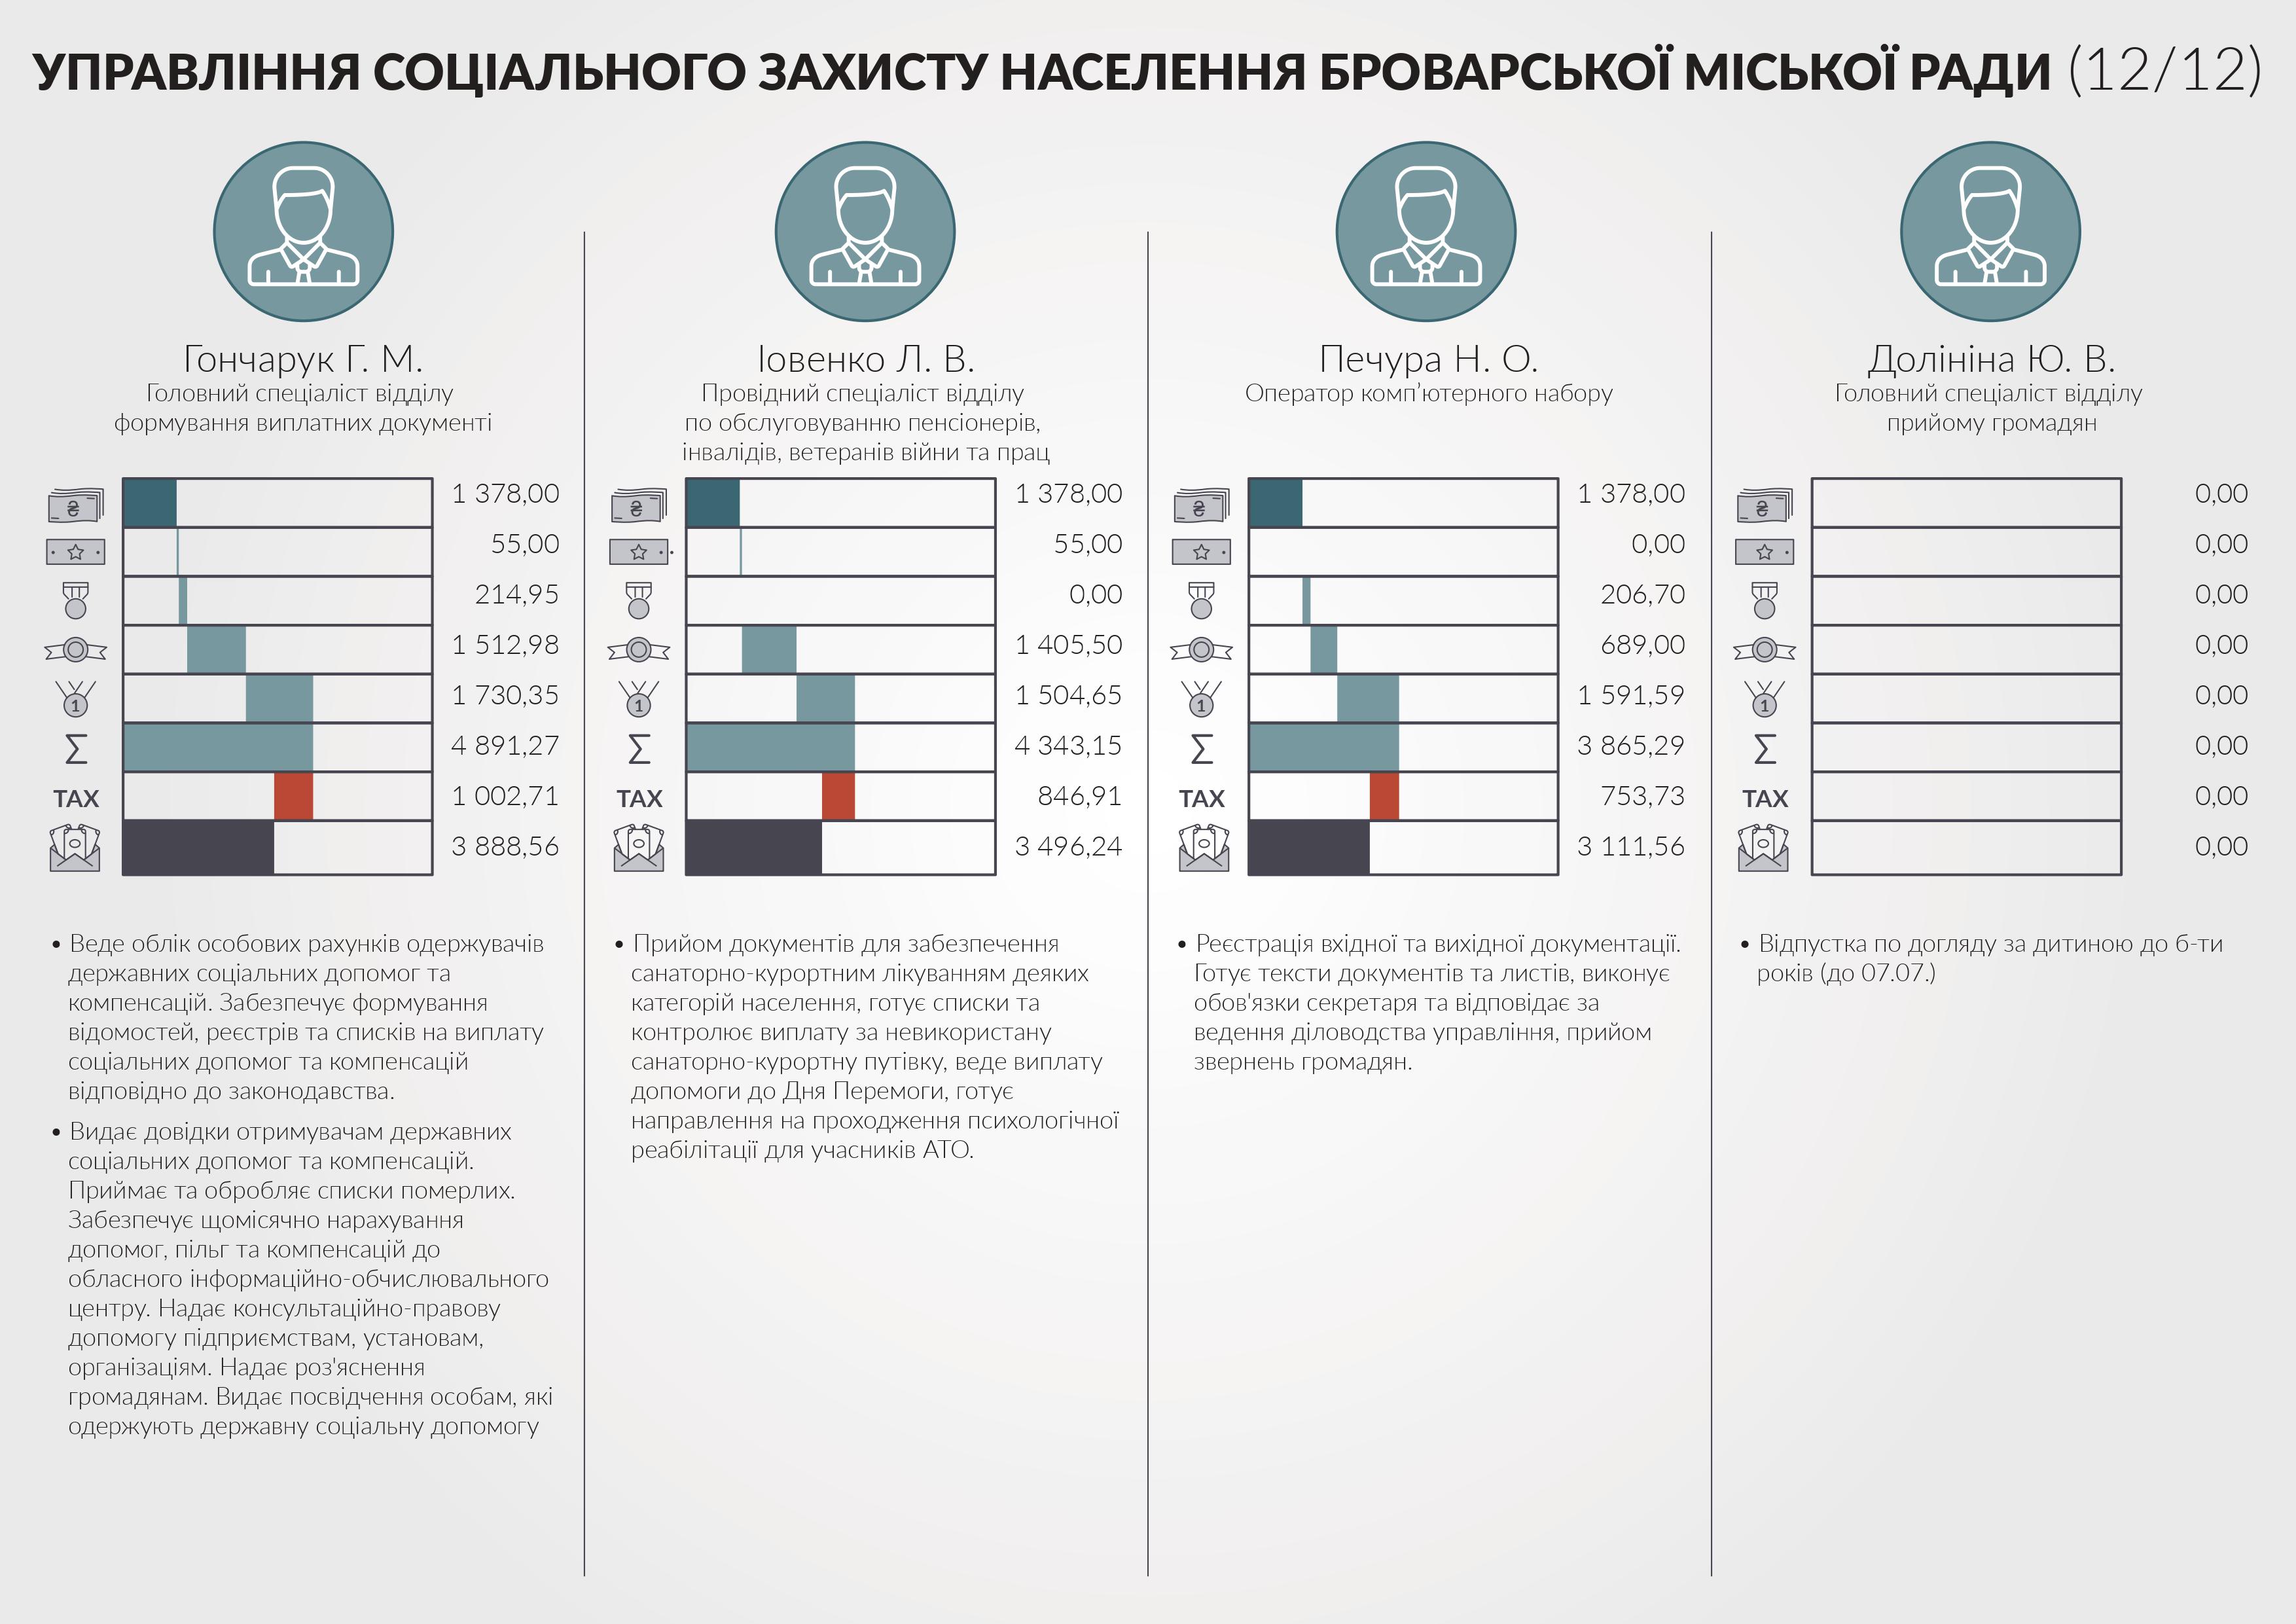 УПРАВЛІННЯ СОЦІАЛЬНОГО ЗАХИСТУ НАСЕЛЕННЯ БРОВАРСЬКОЇ МІСЬКОЇ РАДИ (12/12)
Гончарук Г. М.
Головний спеціаліст відділу
формування виплатних документі
₴ 1 378,00
55,00
214,95
1 512,98
1 1 730,35
Σ 4 891,27
TAX 1 002,71
3 888,56
• Веде облік особових рахунків одержувачів
державних соціальних допомог та
компенсацій. Забезпечує формування
відомостей, реєстрів та списків на виплату
соціальних допомог та компенсацій
відповідно до законодавства.
• Видає довідки отримувачам державних
соціальних допомог та компенсацій.
Приймає та обробляє списки померлих.
Забезпечує щомісячно нарахування
допомог, пільг та компенсацій до
обласного інформаційно-обчислювального
центру. Надає консультаційно-правову
допомогу підприємствам, установам,
організаціям. Надає роз'яснення
громадянам. Видає посвідчення особам, які
одержують державну соціальну допомогу
Іовенко Л. В.
Провідний спеціаліст відділу
по обслуговуванню пенсіонерів,
інвалідів, ветеранів війни та прац
₴ 1 378,00
55,00
0,00
1 405,50
1 1 504,65
Σ 4 343,15
TAX 846,91
3 496,24
• Прийом документів для забезпечення
санаторно-курортним лікуванням деяких
категорій населення, готує списки та
контролює виплату за невикористану
санаторно-курортну путівку, веде виплату
допомоги до Дня Перемоги, готує
направлення на проходження психологічної
реабілітації для учасників АТО.
Печура Н. О.
Оператор комп’ютерного набору
₴ 1 378,00
0,00
206,70
689,00
1 1 591,59
Σ 3 865,29
TAX 753,73
3 111,56
• Реєстрація вхідної та вихідної документації.
Готує тексти документів та листів, виконує
обов'язки секретаря та відповідає за
ведення діловодства управління, прийом
звернень громадян.
Долініна Ю. В.
Головний спеціаліст відділу
прийому громадян
₴ 0,00
0,00
0,00
0,00
1 0,00
Σ 0,00
TAX 0,00
0,00
• Відпустка по догляду за дитиною до 6-ти
років (до 07.07.)